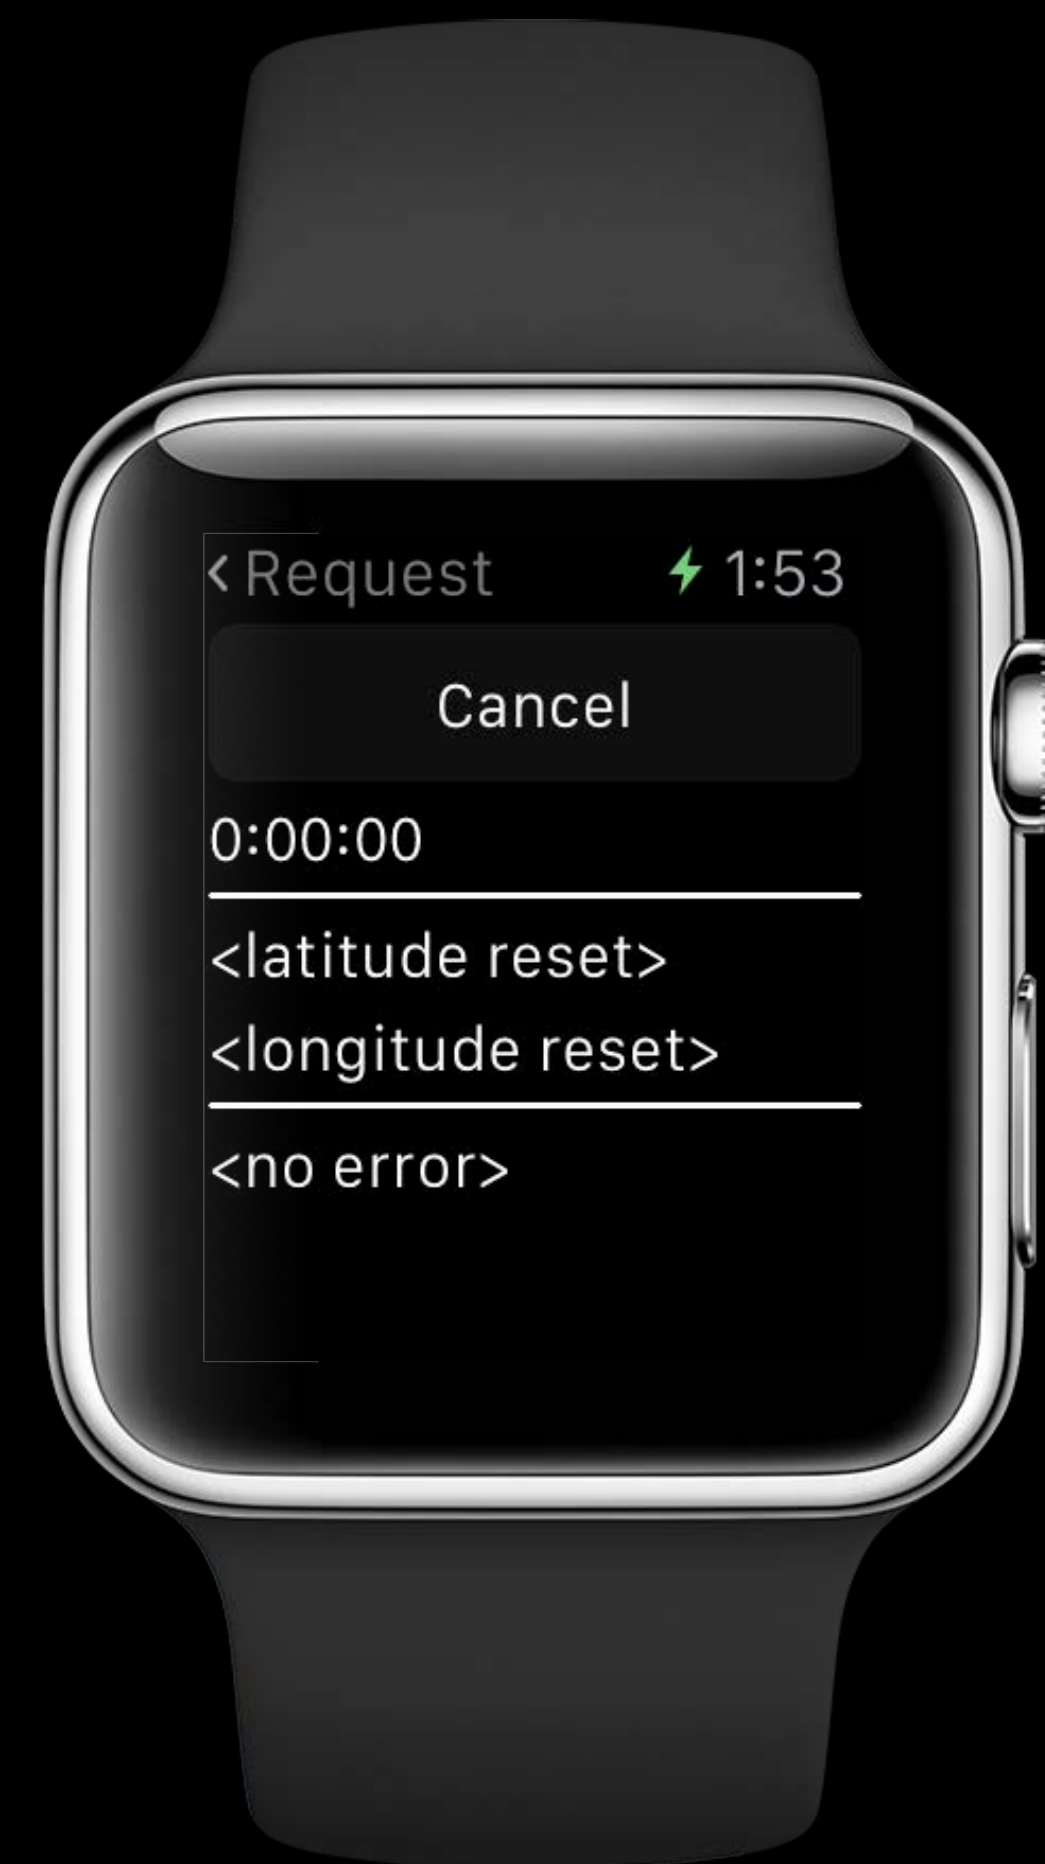 < Request 1:53
Cancel
0:00:00
<latitude reset>
<longitude reset>
<no error>